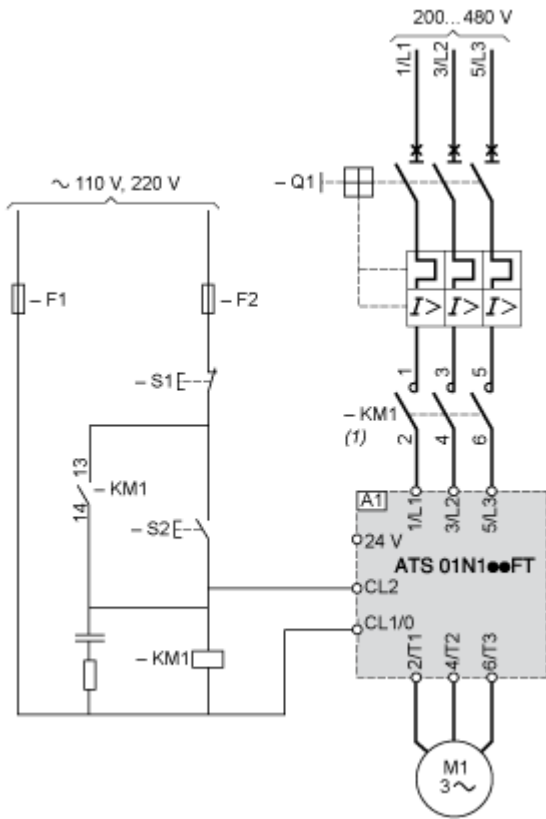 200... 480 V
1/L1 3/L2 5/L3
~ 110 V, 220 V
– Q1
– F1
– F2
I> I> I>
– S1
1 3 5
– KM1
(1)
2 4 6
13
– KM1
14
A1
1/L1 3/L2 5/L3
24 V
– S2
ATS 01N1●●FT
CL2
CL1/0
– KM1
2/T1 4/T2 6/T3
M1
3~